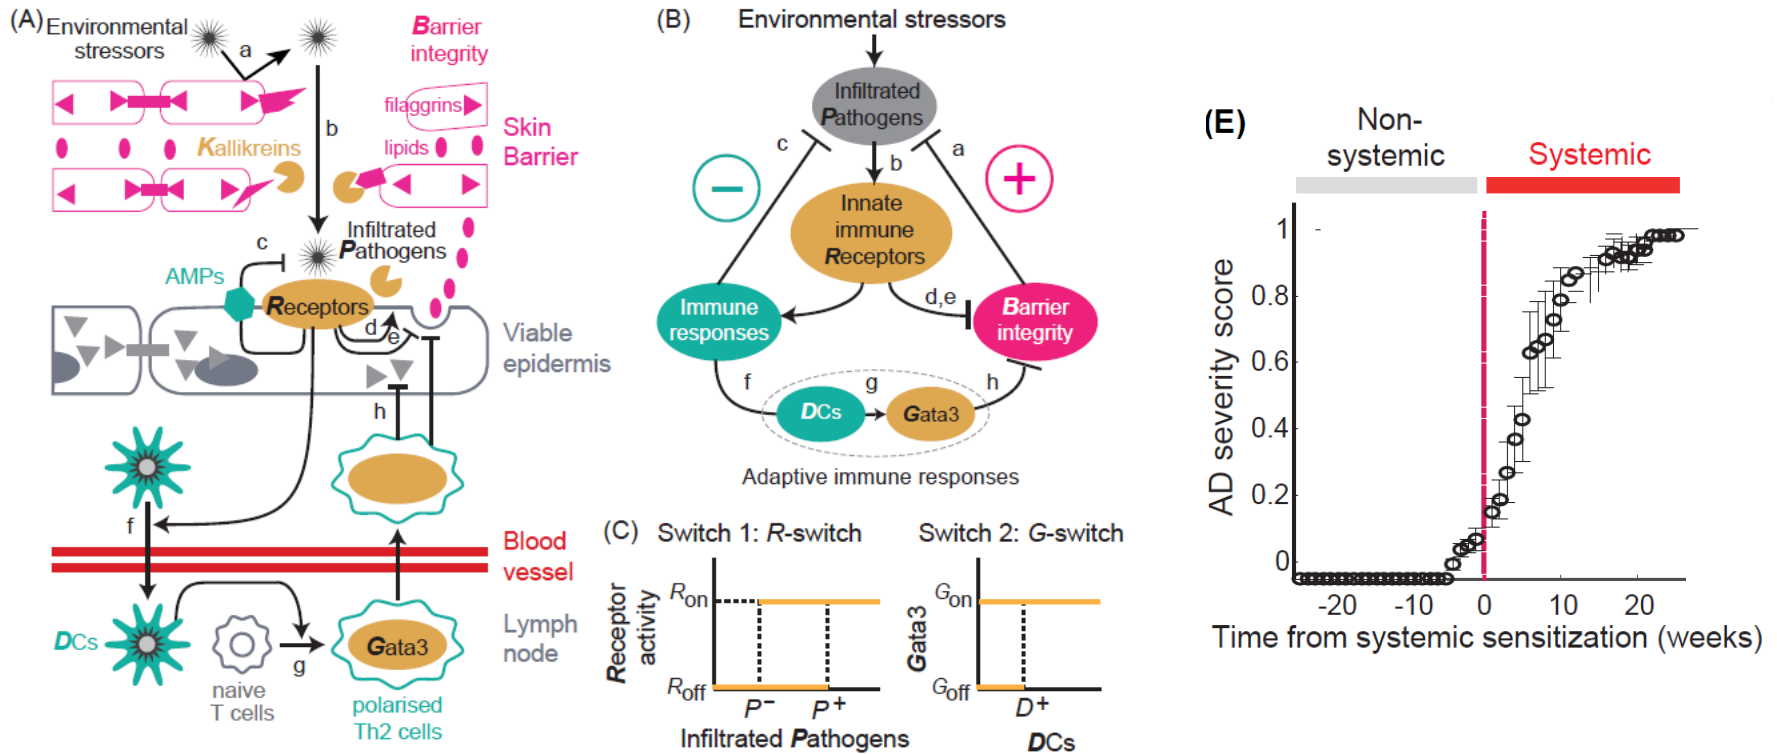 (A)
Environmental
stressors
a
Barrier
integrity
b
filaggrins
Kallikreins
lipids
Skin
Barrier
c
Infiltrated
Pathogens
AMPs
Receptors
d
e
Viable
epidermis
h
f
Blood
vessel
DCs
naive
T cells
g
Gata3
polarised
Th2 cells
Lymph
node
(B)
Environmental stressors
Infiltrated
Pathogens
c
a
b
−
+
Innate
immune
Receptors
Immune
responses
d,e
Barrier
integrity
f
g
h
DCs
Gata3
Adaptive immune responses
(C)
Switch 1: R-switch
Receptor
activity
Ron
Roff
P−
P+
Infiltrated Pathogens
Switch 2: G-switch
Gata3
Gon
Goff
D+
DCs
(E)
Non-
systemic
Systemic
AD severity score
1
0.8
0.6
0.4
0.2
0
-20
-10
0
10
20
Time from systemic sensitization (weeks)